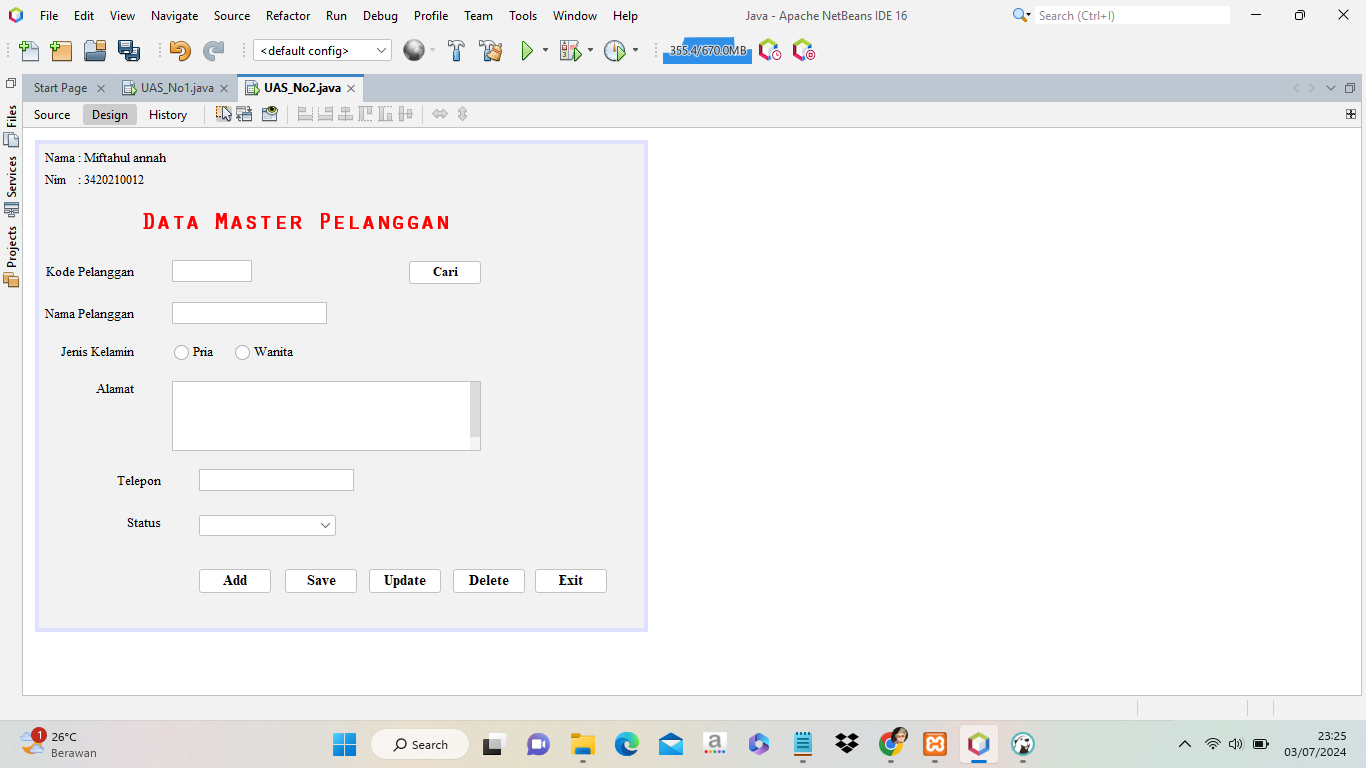 File Edit View Navigate Source Refactor Run Debug Profile Team Tools Window Help
Java - Apache NetBeans IDE 16
Search (Ctrl+I)
<default config>
355.4/670.0MB
Start Page
UAS_No1.java
UAS_No2.java
Source Design History
Files
Services
Projects
Nama : Miftahul annah
Nim : 3420210012
Data Master Pelanggan
Kode Pelanggan
Cari
Nama Pelanggan
Jenis Kelamin Pria Wanita
Alamat
Telepon
Status
Add Save Update Delete Exit
1
26°C
Berawan
Search
23:25
03/07/2024